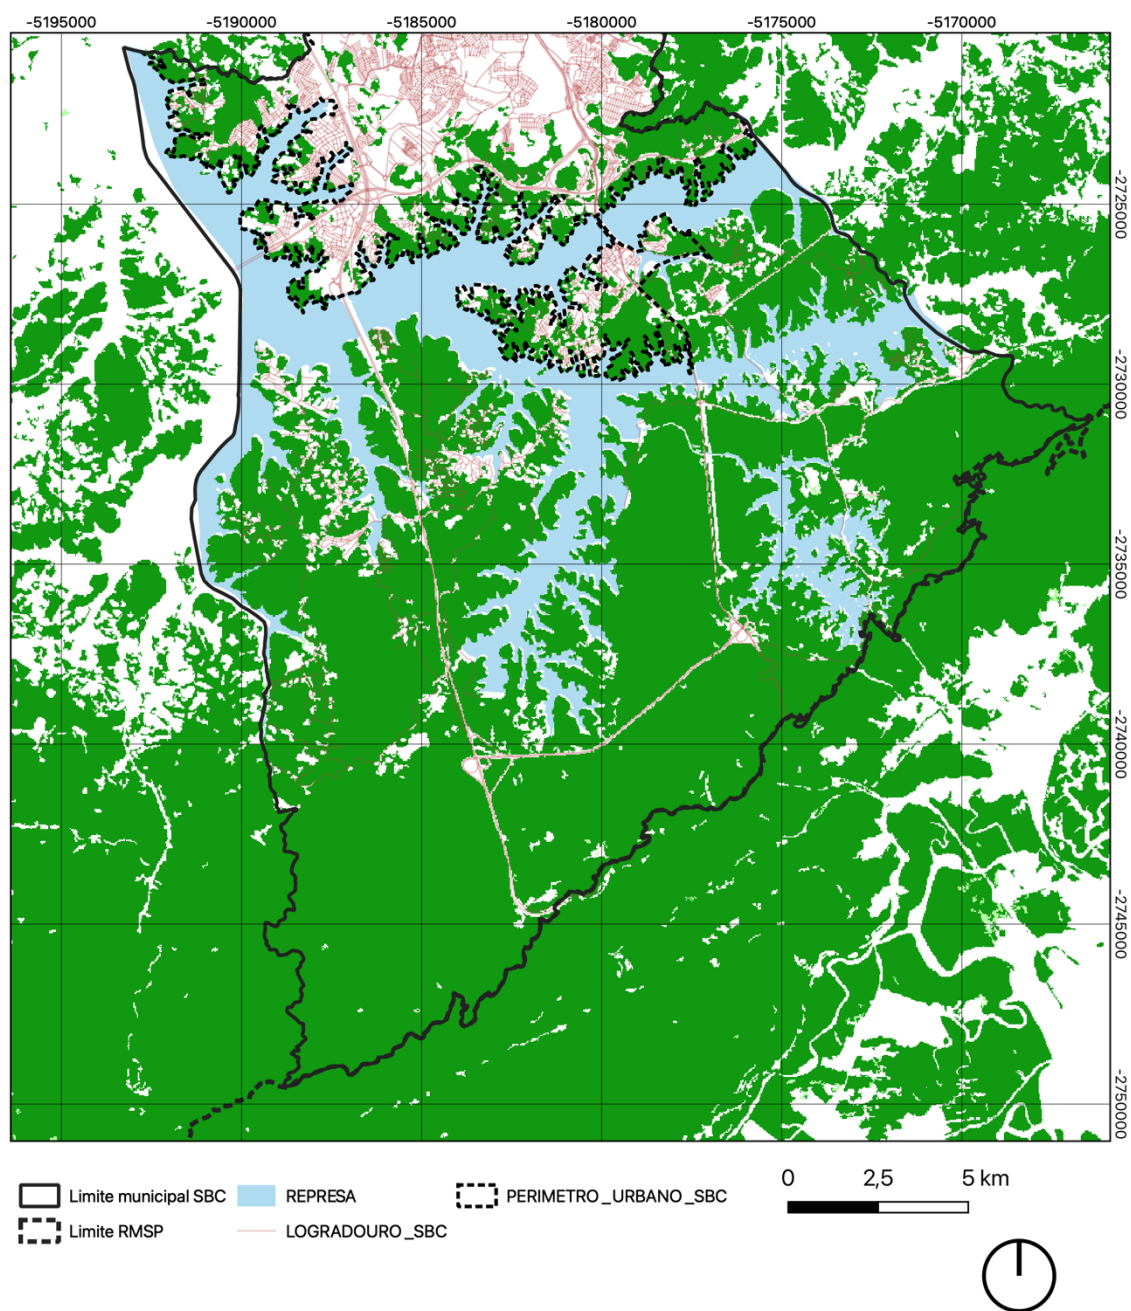 -5195000 -5190000 -5185000 -5180000 -5175000 -5170000
-2725000
-2730000
-2735000
-2740000
-2745000
-2750000
Limite municipal SBC REPRESA PERIMETRO_URBANO_SBC
Limite RMSP LOGRADOURO_SBC
0 2,5 5 km